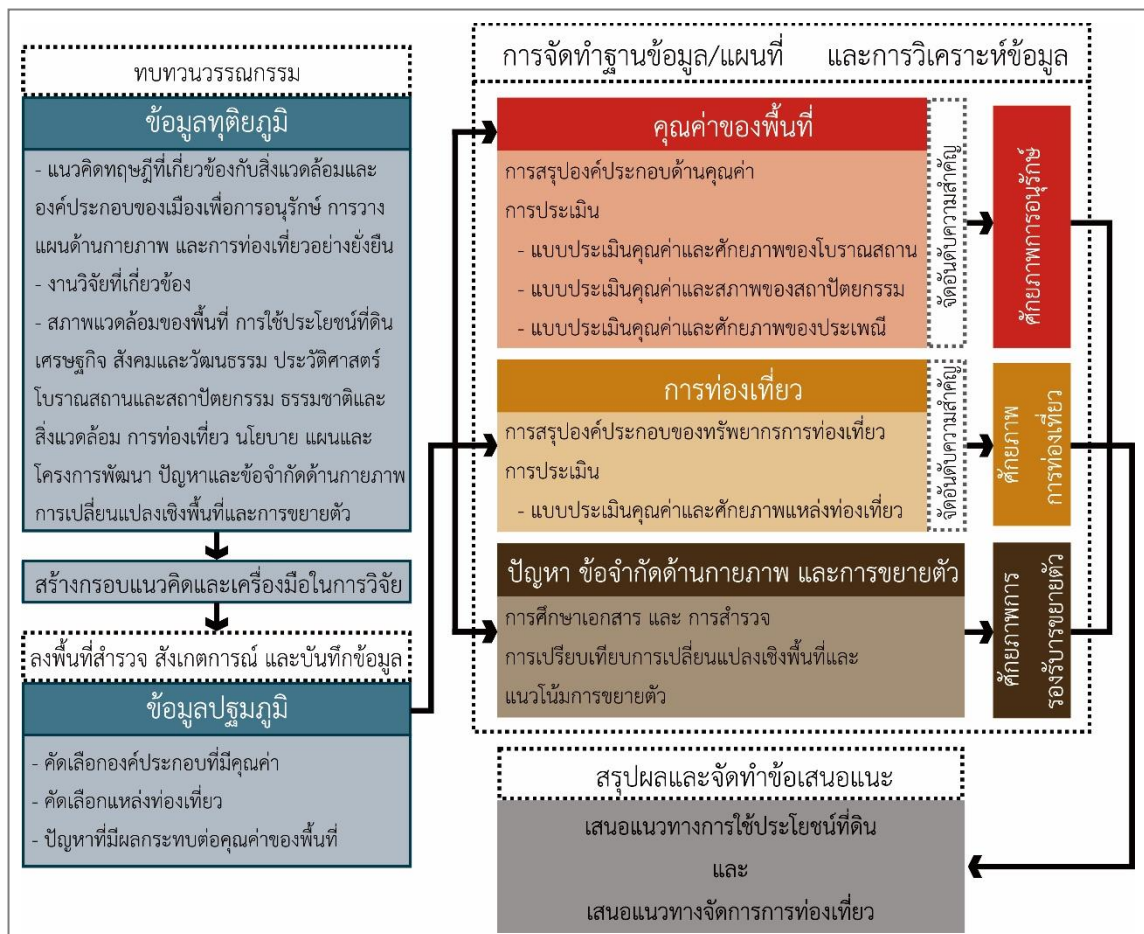 ทบทวนวรรณกรรม
ข้อมูลทุติยภูมิ
- แนวคิดทฤษฎีที่เกี่ยวข้องกับสิ่งแวดล้อมและ
องค์ประกอบของเมืองเพื่อการอนุรักษ์ การวาง
แผนด้านกายภาพ และการท่องเที่ยวอย่างยั่งยืน
- งานวิจัยที่เกี่ยวข้อง
- สภาพแวดล้อมของพื้นที่ การใช้ประโยชน์ที่ดิน
เศรษฐกิจ สังคมและวัฒนธรรม ประวัติศาสตร์
โบราณสถานและสถาปัตยกรรม ธรรมชาติและ
สิ่งแวดล้อม การท่องเที่ยว นโยบาย แผนและ
โครงการพัฒนา ปัญหาและข้อจำกัดด้านกายภาพ
การเปลี่ยนแปลงเชิงพื้นที่และการขยายตัว
สร้างกรอบแนวคิดและเครื่องมือในการวิจัย
ลงพื้นที่สำรวจ สังเกตการณ์ และบันทึกข้อมูล
ข้อมูลปฐมภูมิ
- คัดเลือกองค์ประกอบที่มีคุณค่า
- คัดเลือกแหล่งท่องเที่ยว
- ปัญหาที่มีผลกระทบต่อคุณค่าของพื้นที่
การจัดทำฐานข้อมูล/แผนที่ และการวิเคราะห์ข้อมูล
คุณค่าของพื้นที่
การสรุปองค์ประกอบด้านคุณค่า
การประเมิน
- แบบประเมินคุณค่าและศักยภาพของโบราณสถาน
- แบบประเมินคุณค่าและสภาพของสถาปัตยกรรม
- แบบประเมินคุณค่าและศักยภาพของประเพณี
จัดอันดับความสำคัญ
ศักยภาพการอนุรักษ์
การท่องเที่ยว
การสรุปองค์ประกอบของทรัพยากรการท่องเที่ยว
การประเมิน
- แบบประเมินคุณค่าและศักยภาพแหล่งท่องเที่ยว
จัดอันดับความสำคัญ
ศักยภาพ
การท่องเที่ยว
ปัญหา ข้อจำกัดด้านกายภาพ และการขยายตัว
การศึกษาเอกสาร และ การสำรวจ
การเปรียบเทียบการเปลี่ยนแปลงเชิงพื้นที่และ
แนวโน้มการขยายตัว
ศักยภาพการ
รองรับารขยายตัว
สรุปผลและจัดทำข้อเสนอแนะ
เสนอแนวทางการใช้ประโยชน์ที่ดิน
และ
เสนอแนวทางจัดการการท่องเที่ยว